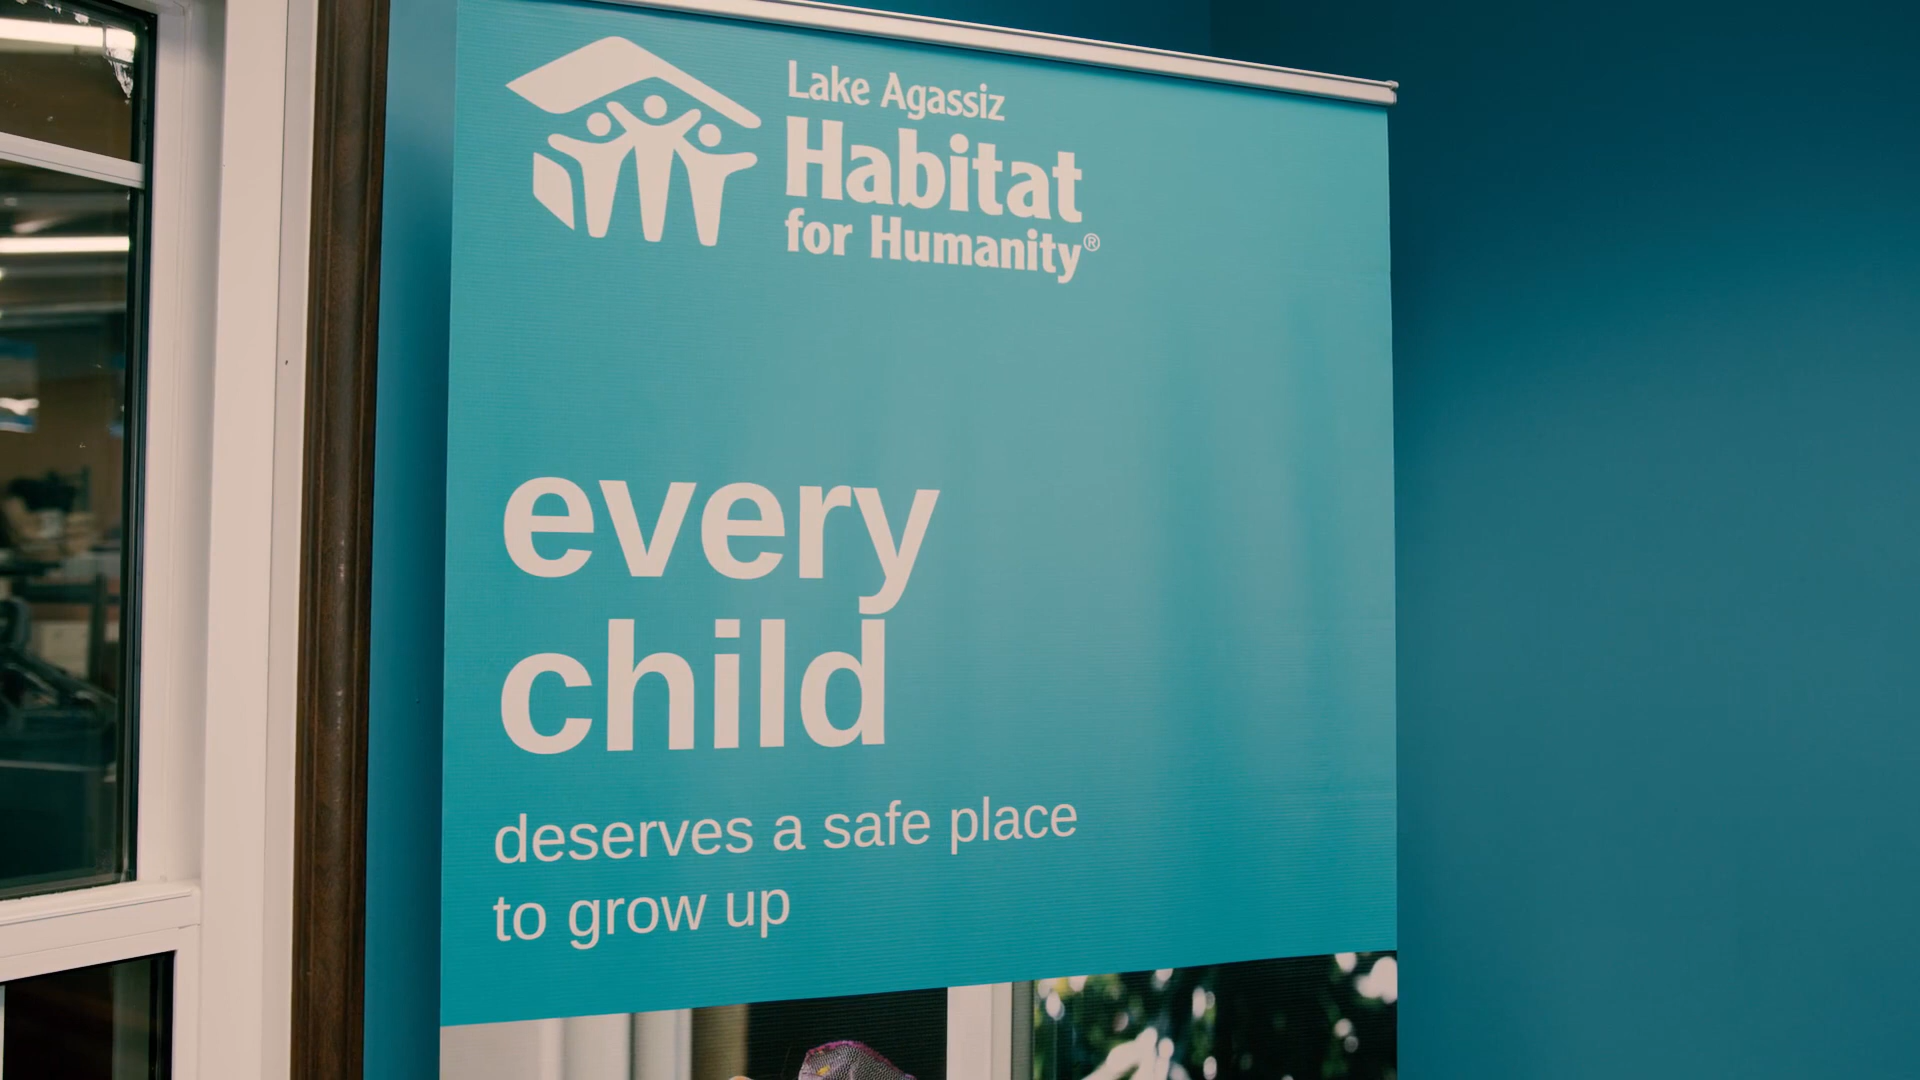 Lake Agassiz
Habitat
for Humanity®
every
child
deserves a safe place
to grow up